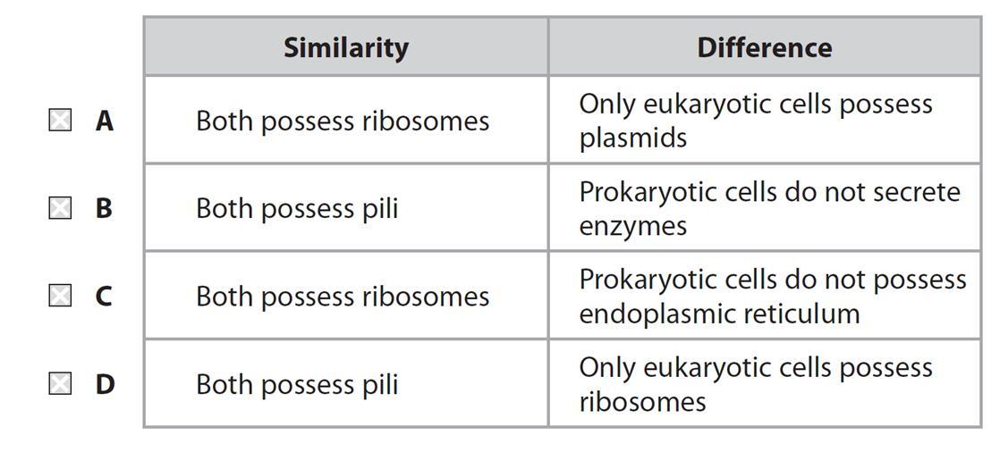 Similarity Difference
A Both possess ribosomes Only eukaryotic cells possess
plasmids
B Both possess pili Prokaryotic cells do not secrete
enzymes
C Both possess ribosomes Prokaryotic cells do not possess
endoplasmic reticulum
D Both possess pili Only eukaryotic cells possess
ribosomes